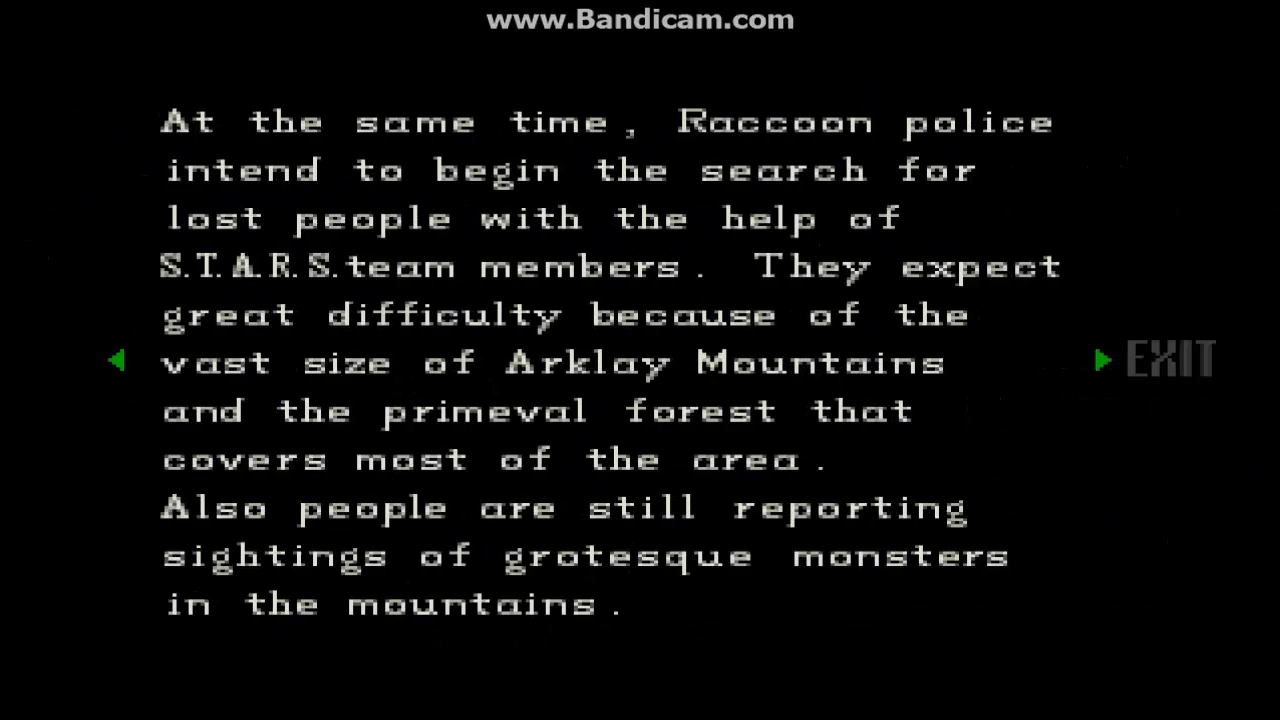 www.Bandicam.com
At the same time, Raccoon police
intend to begin the search for
lost people with the help of
S.T.A.R.S.team members. They expect
great difficulty because of the
vast size of Arklay Mountains
and the primeval forest that
covers most of the area.
Also people are still reporting
sightings of grotesque monsters
in the mountains.
EXIT